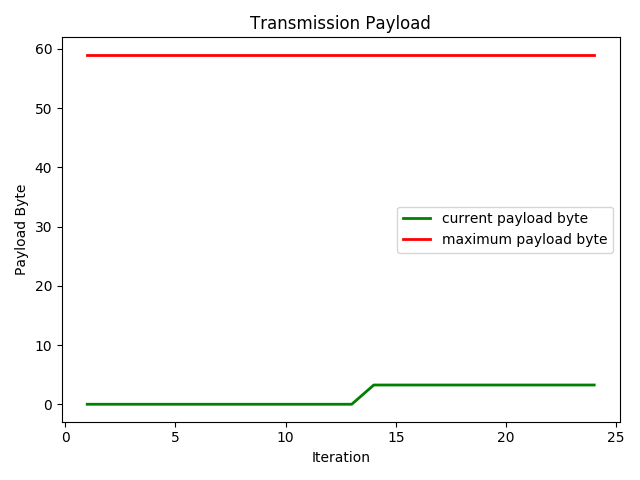 Transmission Payload
60
50
40
30
20
10
0
Payload Byte
current payload byte
maximum payload byte
0 5 10 15 20 25
Iteration